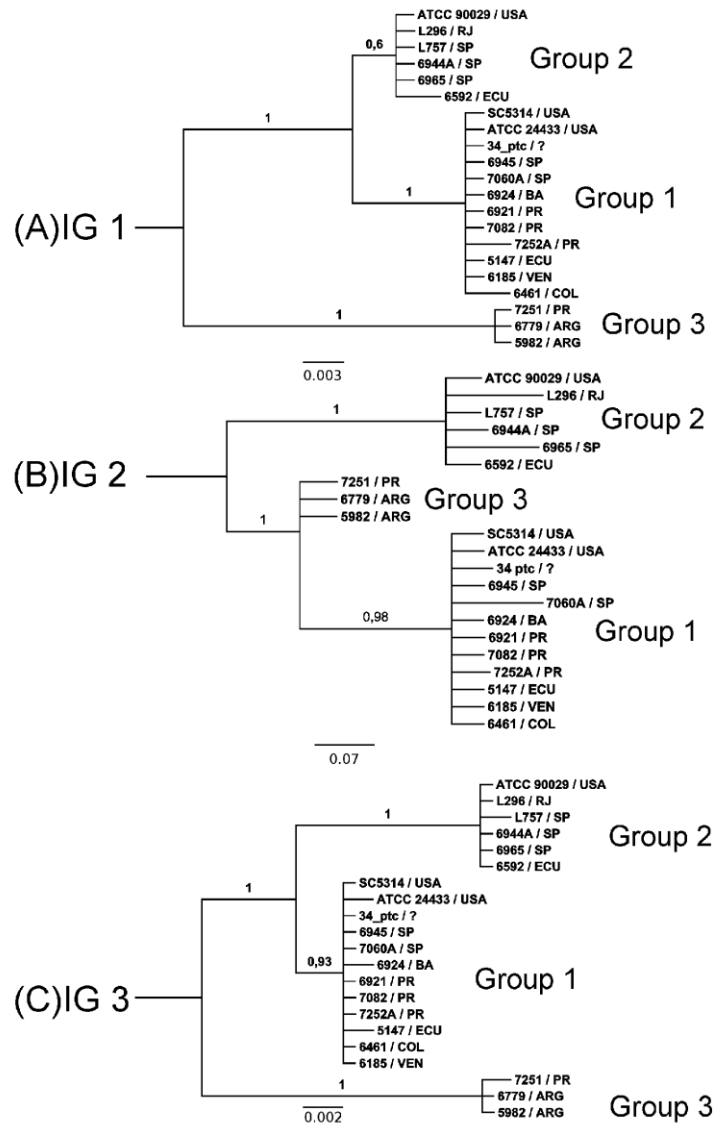 ATCC 90029 / USA
L296 / RJ
0,6
L757 / SP
6944A / SP
Group 2
6965 / SP
6592 / ECU
SC5314 / USA
1
ATCC 24433 / USA
34_ptc / ?
6945 / SP
7060A / SP
1
6924 / BA
Group 1
6921 / PR
(A)IG 1
7082 / PR
7252A / PR
5147 / ECU
6185 / VEN
6461 / COL
1
7251 / PR
6779 / ARG
Group 3
5982 / ARG
0.003
ATCC 90029 / USA
L296 / RJ
1
L757 / SP
Group 2
6944A / SP
6965 / SP
6592 / ECU
(B)IG 2
7251 / PR
6779 / ARG
Group 3
5982 / ARG
1
SC5314 / USA
ATCC 24433 / USA
34 ptc / ?
6945 / SP
7060A / SP
0,98
6924 / BA
Group 1
6921 / PR
7082 / PR
7252A / PR
5147 / ECU
6185 / VEN
6461 / COL
0.07
ATCC 90029 / USA
L296 / RJ
1
L757 / SP
6944A / SP
Group 2
6965 / SP
6592 / ECU
1
SC5314 / USA
ATCC 24433 / USA
34_ptc / ?
6945 / SP
7060A / SP
0,93
6924 / BA
6921 / PR
Group 1
(C)IG 3
7082 / PR
7252A / PR
5147 / ECU
6461 / COL
6185 / VEN
1
7251 / PR
6779 / ARG
5982 / ARG
Group 3
0.002